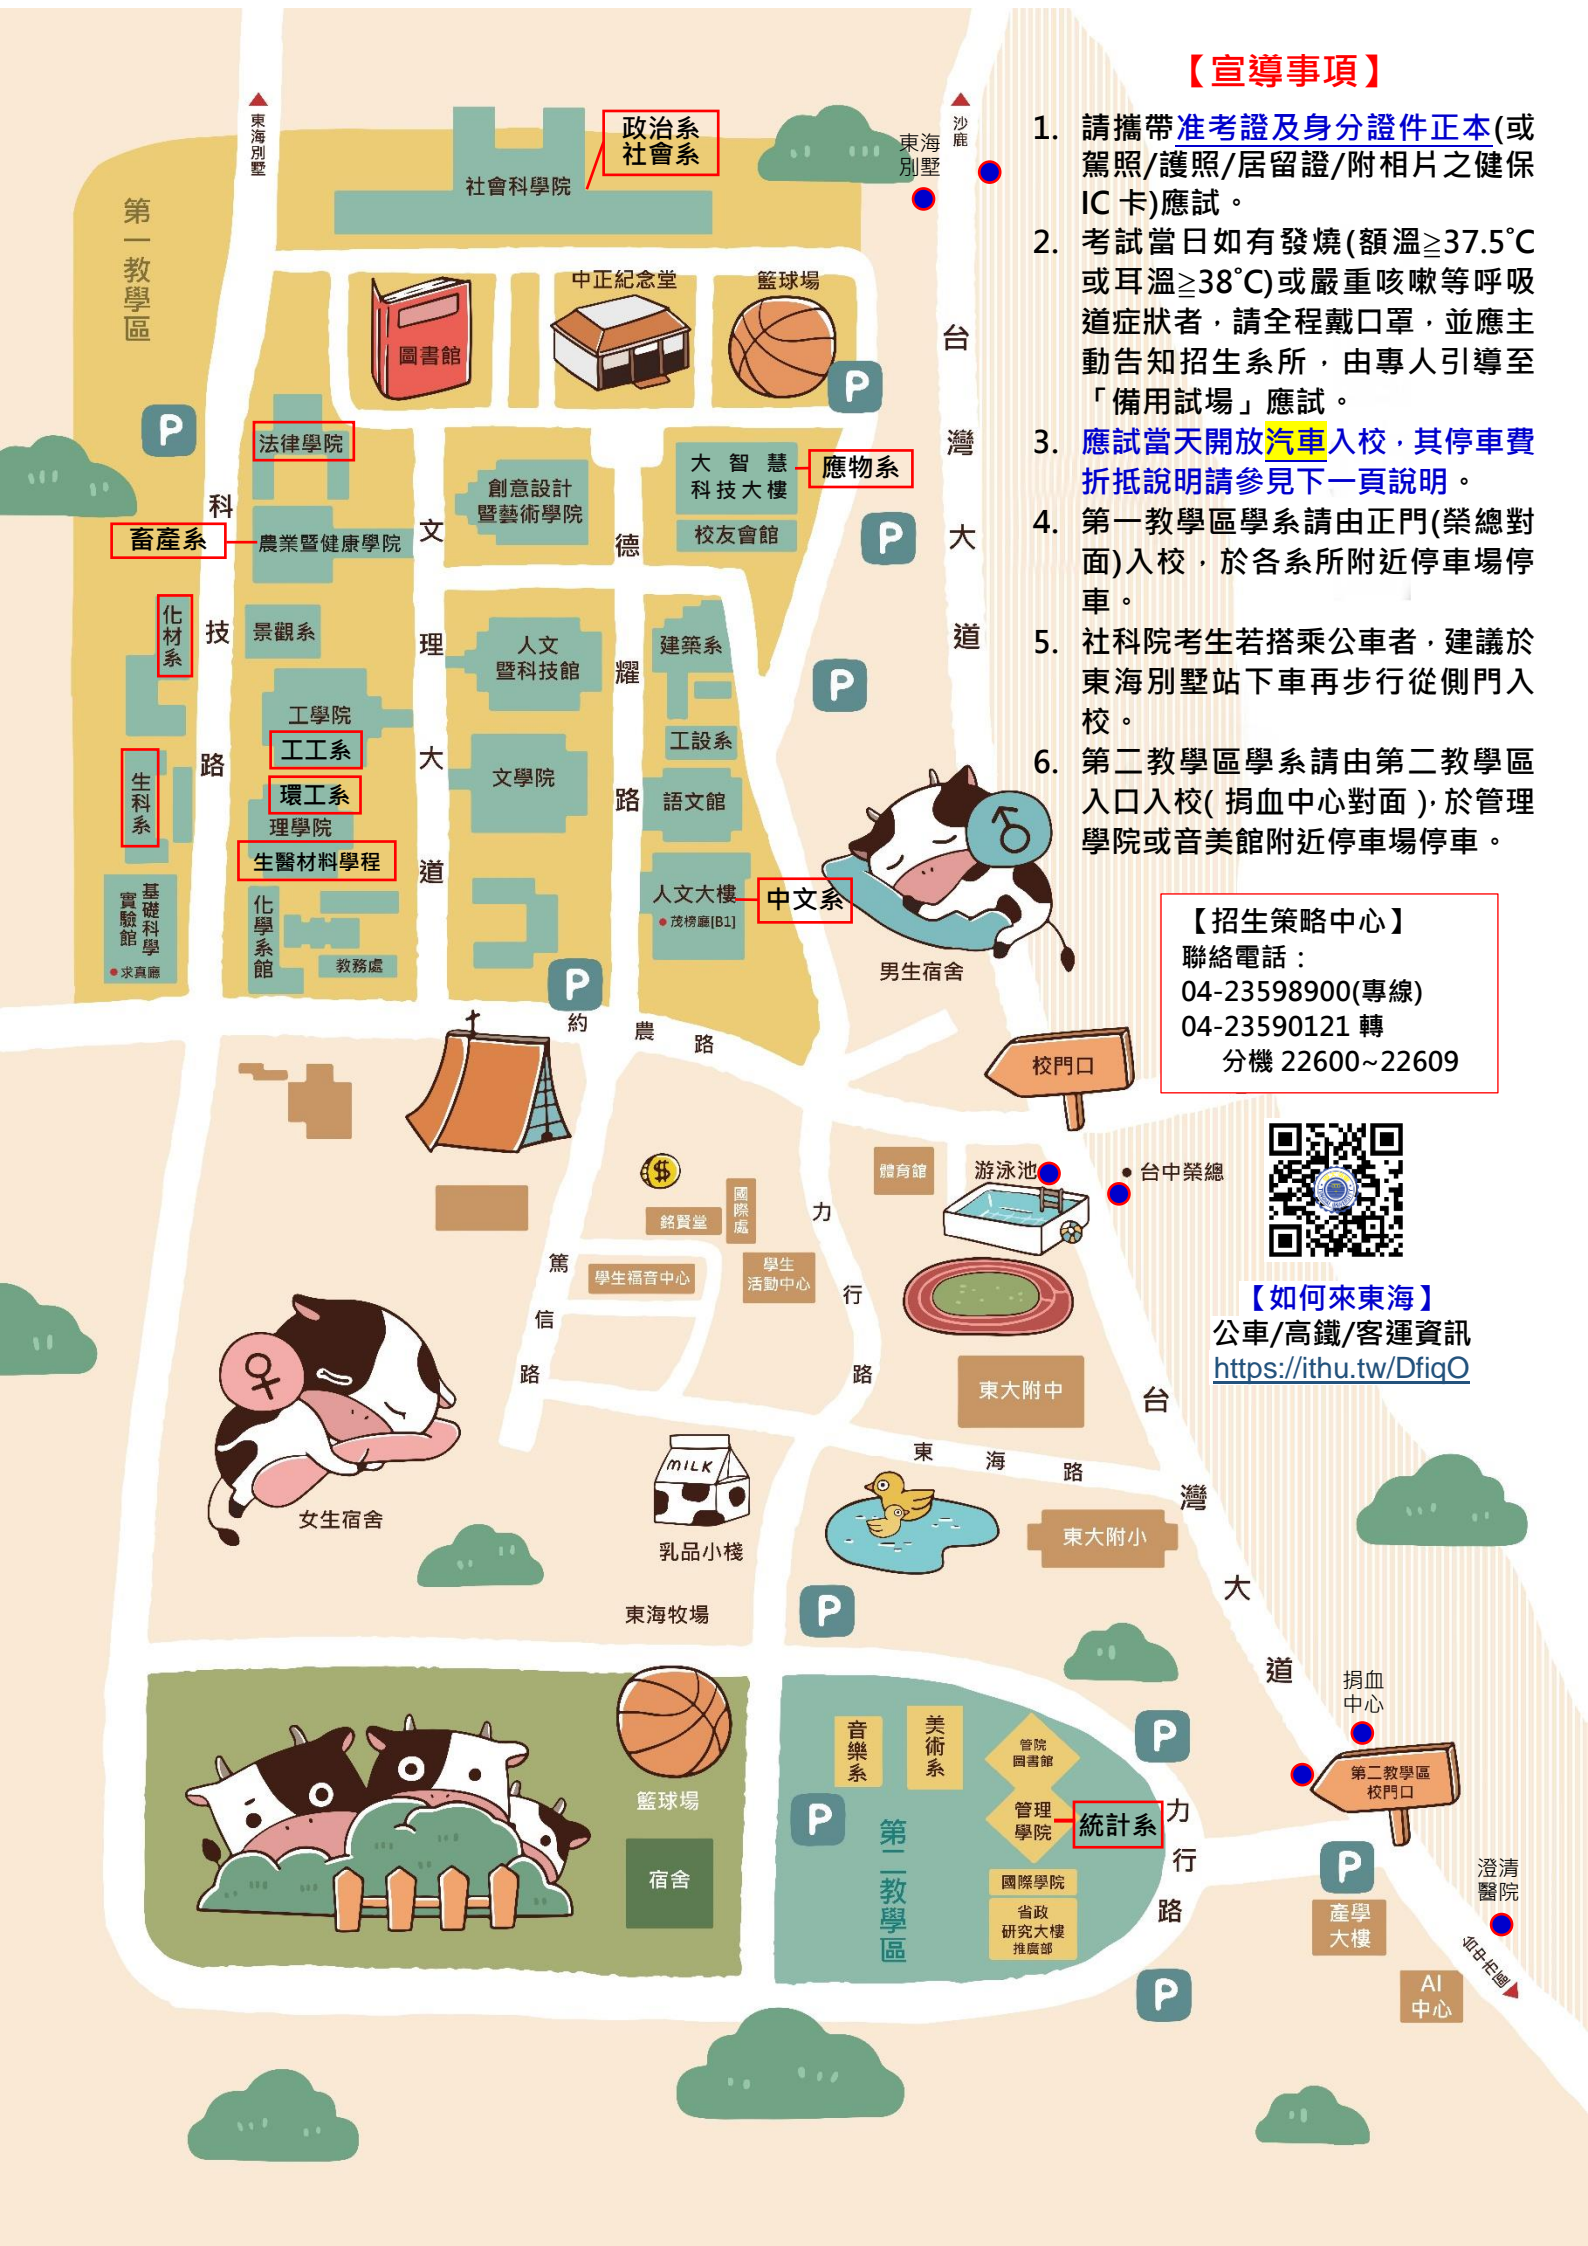 【宣導事項】
1. 請攜帶准考證及身分證件正本(或
駕照/護照/居留證/附相片之健保
IC 卡)應試。
2. 考試當日如有發燒(額溫≧37.5°C
或耳溫≧38°C)或嚴重咳嗽等呼吸
道症狀者，請全程戴口罩，並應主
動告知招生系所，由專人引導至
「備用試場」應試。
3. 應試當天開放汽車入校，其停車費
折抵說明請參見下一頁說明。
4. 第一教學區學系請由正門(榮總對
面)入校，於各系所附近停車場停
車。
5. 社科院考生若搭乘公車者，建議於
東海別墅站下車再步行從側門入
校。
6. 第二教學區學系請由第二教學區
入口入校( 捐血中心對面 )，於管理
學院或音美館附近停車場停車。
【招生策略中心】
聯絡電話：
04-23598900(專線)
04-23590121 轉
分機 22600~22609
【如何來東海】
公車/高鐵/客運資訊
https://ithu.tw/DfiqO
東海別墅
政治系
社會系
社會科學院
東海
別墅
沙鹿
第一教學區
圖書館
中正紀念堂
籃球場
P
P
法律學院
創意設計
暨藝術學院
大智慧
科技大樓
應物系
校友會館
P
畜產系
農業暨健康學院
科技路
文理大道
德耀路
台灣大道
化材系
景觀系
人文
暨科技館
建築系
P
工學院
工工系
工設系
生科系
環工系
理學院
生醫材料學程
文學院
語文館
基礎科學
實驗館
求真廳
化學系館
教務處
人文大樓
茂榜廳[B1]
中文系
男生宿舍
P
約農路
校門口
體育館
游泳池
台中榮總
$
銘賢堂
國際處
學生福音中心
學生
活動中心
篤信路
力行路
東大附中
東海路
台灣大道
女生宿舍
MILK
乳品小棧
東大附小
東海牧場
P
捐血
中心
籃球場
宿舍
音樂系
美術系
管院
圖書館
P
第二教學區
校門口
P
第二教學區
管理
學院
統計系
力行路
國際學院
省政
研究大樓
推廣部
P
產學
大樓
澄清
醫院
台中市區
P
AI
中心